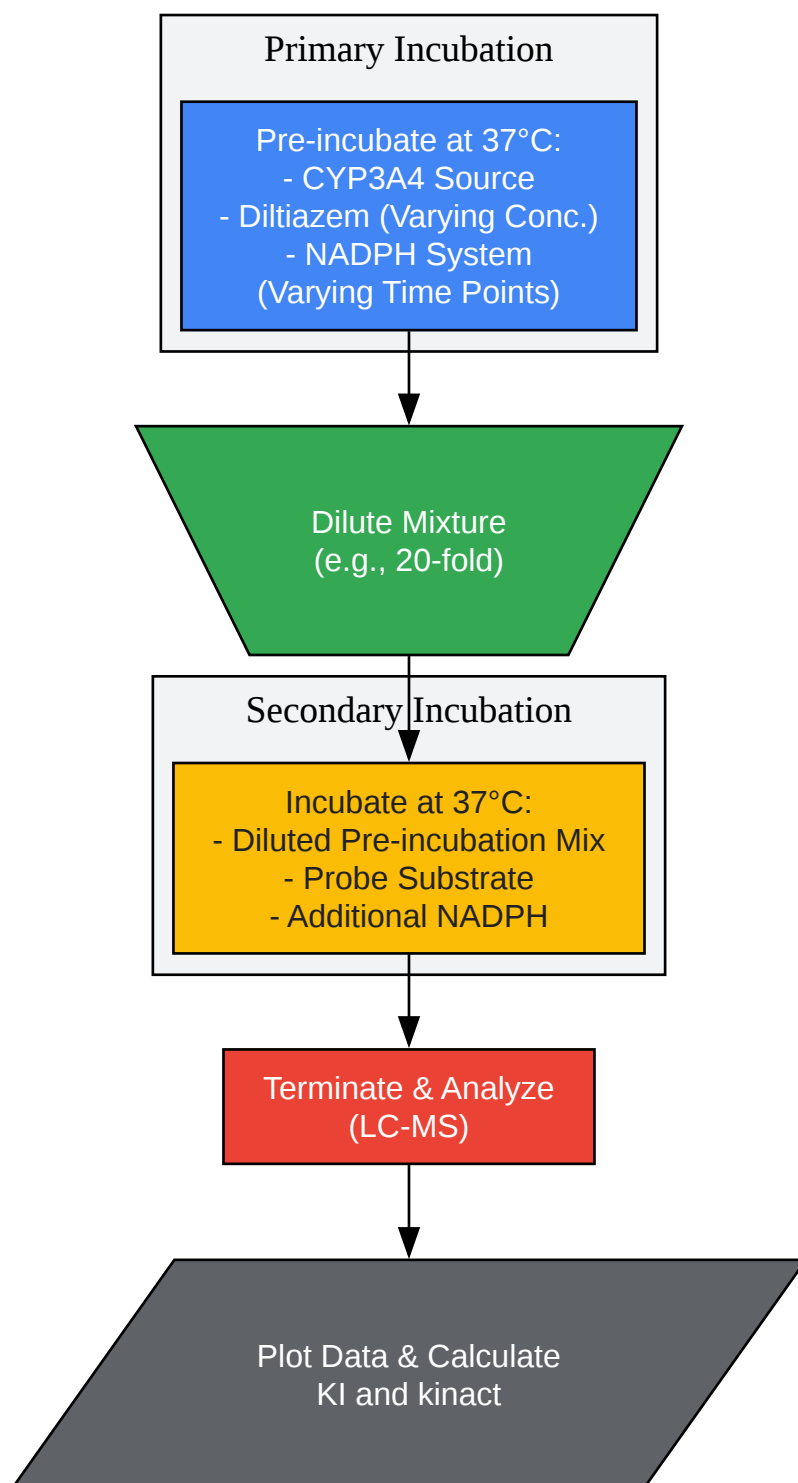 Primary Incubation
Pre-incubate at 37°C:
- CYP3A4 Source
- Diltiazem (Varying Conc.)
- NADPH System
(Varying Time Points)
Dilute Mixture
(e.g., 20-fold)
Secondary Incubation
Incubate at 37°C:
- Diluted Pre-incubation Mix
- Probe Substrate
- Additional NADPH
Terminate & Analyze
(LC-MS)
Plot Data & Calculate
KI and kinact